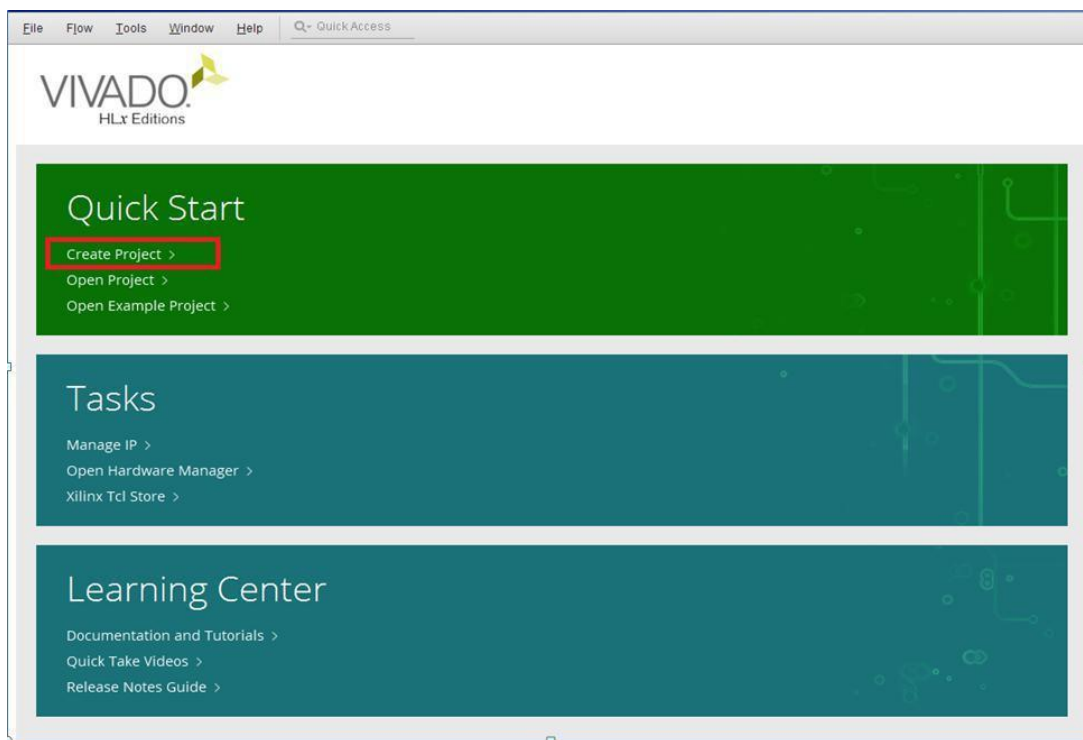 File Flow Tools Window Help Quick Access
VIVADO.
HLx Editions
Quick Start
Create Project >
Open Project >
Open Example Project >
Tasks
Manage IP >
Open Hardware Manager >
Xilinx Tcl Store >
Learning Center
Documentation and Tutorials >
Quick Take Videos >
Release Notes Guide >